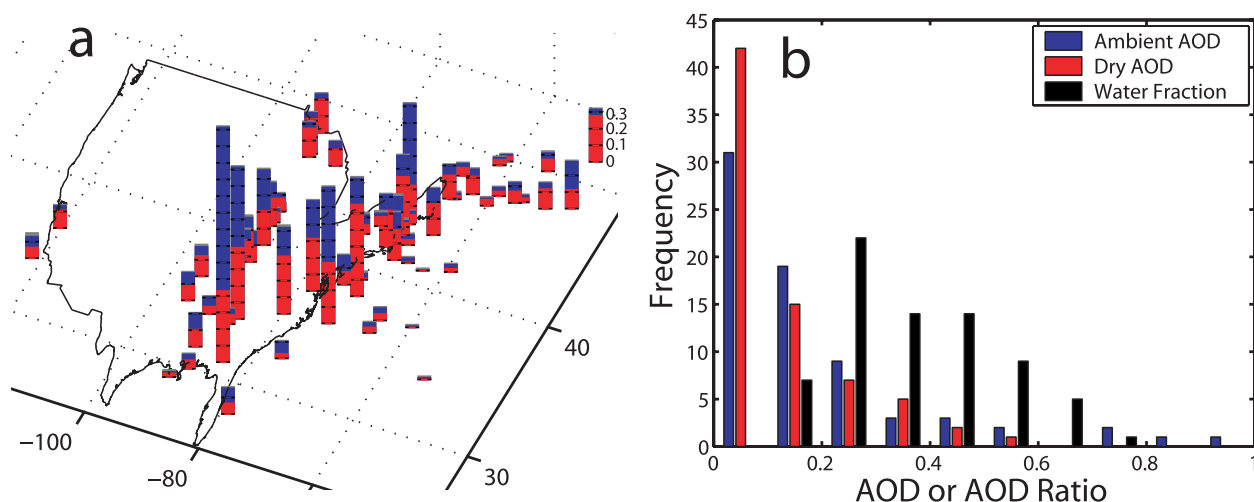 a
0.3
0.2
0.1
0
−100
−80
30
40
b
Ambient AOD
Dry AOD
Water Fraction
Frequency
45
40
35
30
25
20
15
10
5
0
0 0.2 0.4 0.6 0.8 1
AOD or AOD Ratio